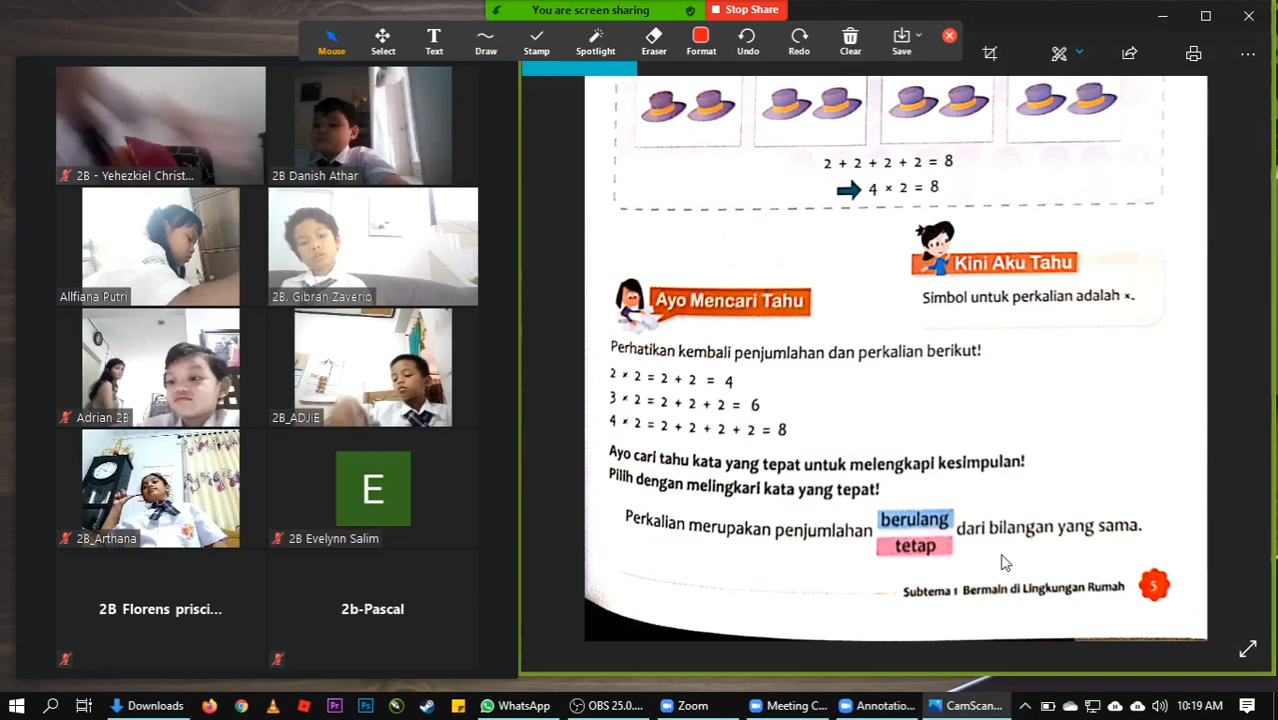 You are screen sharing
Stop Share
Mouse
Select
Text
Draw
Stamp
Spotlight
Eraser
Format
Undo
Redo
Clear
Save
2B - Yehezkiel Christ...
2B Danish Athar
Allfiana Putri
2B. Gibran Zaverio
Adrian 2B
2B_ADJIE
2B_Arthana
E
2B Evelynn Salim
2B Florens prisci...
2b-Pascal
2 + 2 + 2 + 2 = 8
4 × 2 = 8
Kini Aku Tahu
Simbol untuk perkalian adalah ×.
Ayo Mencari Tahu
Perhatikan kembali penjumlahan dan perkalian berikut!
2 × 2 = 2 + 2 = 4
3 × 2 = 2 + 2 + 2 = 6
4 × 2 = 2 + 2 + 2 + 2 = 8
Ayo cari tahu kata yang tepat untuk melengkapi kesimpulan!
Pilih dengan melingkari kata yang tepat!
Perkalian merupakan penjumlahan berulang dari bilangan yang sama.
tetap
Subtema 1 Bermain di Lingkungan Rumah
5
Downloads
Pr
Ps
WhatsApp
OBS 25.0....
Zoom
Meeting C...
Annotatio...
CamScan...
10:19 AM